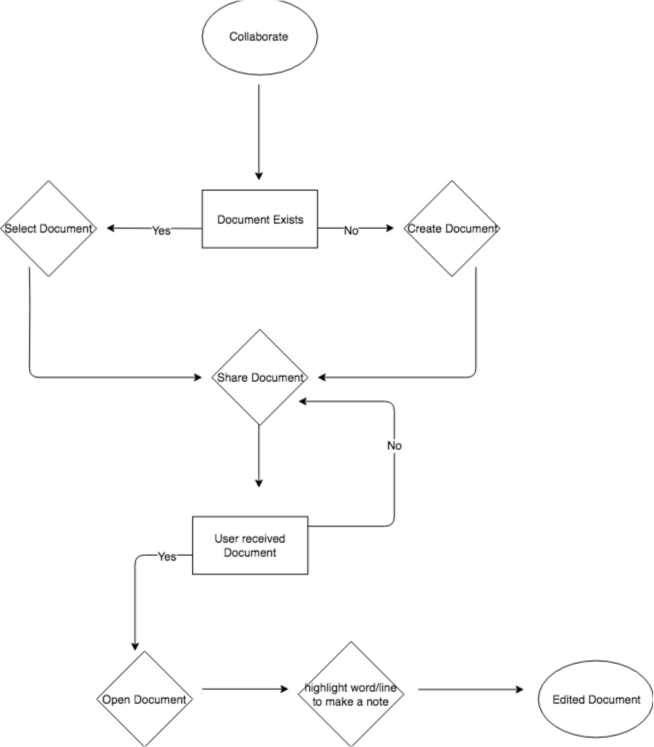 Collaborate
Document Exists
Select Document
Yes
No
Create Document
Share Document
No
User received
Document
Yes
Open Document
highlight word/line
to make a note
Edited Document